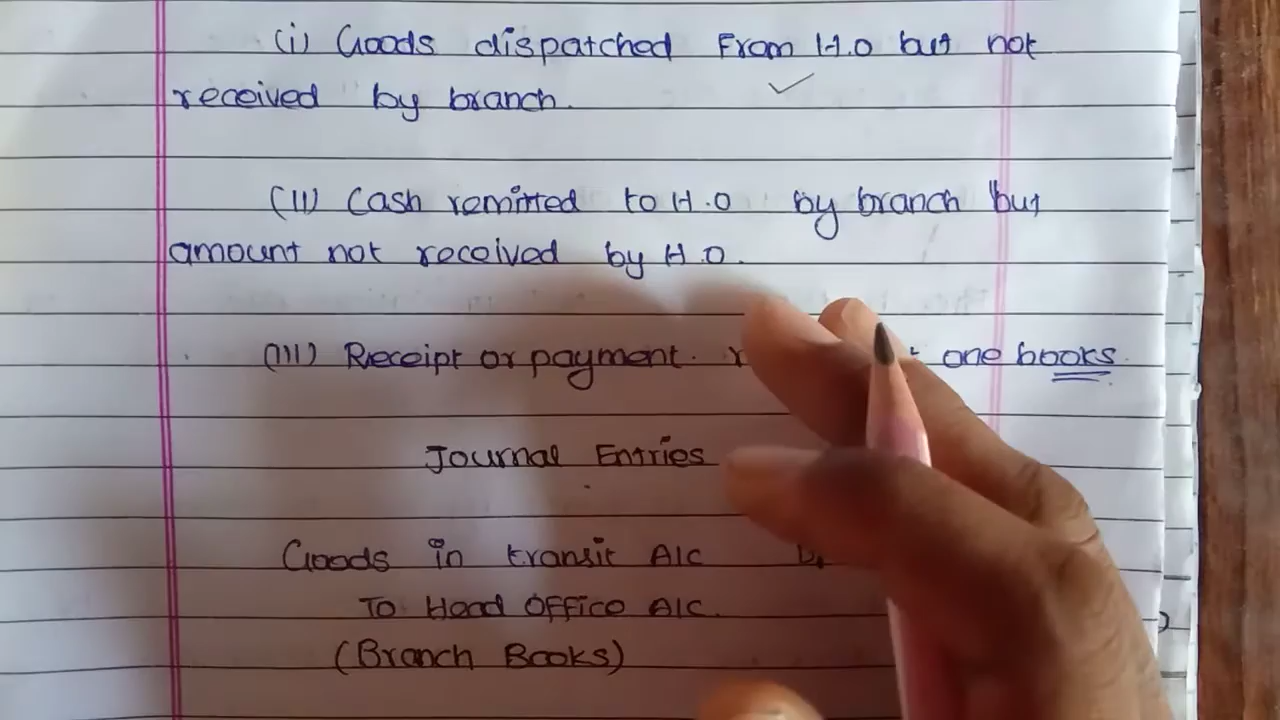 (i) Goods dispatched From H.O but not
received by branch.
(II) Cash remitted to H.O by branch but
amount not received by H.O.
(III) Receipt or payment. one books.
Journal Entries
Goods in transit A/C
To Head Office A/C.
(Branch Books)